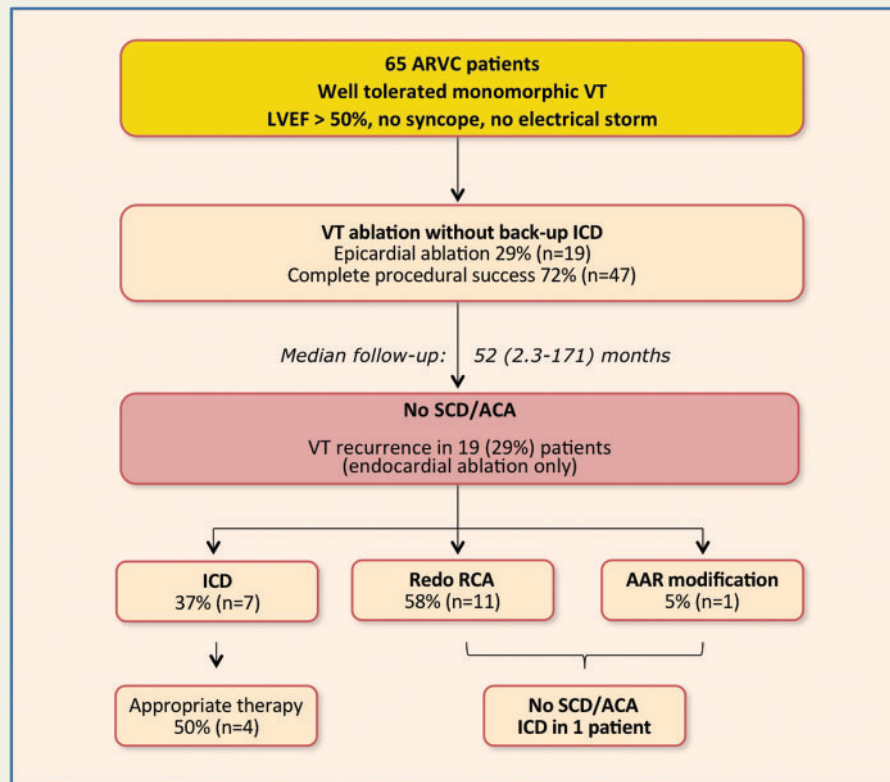 65 ARVC patients
Well tolerated monomorphic VT
LVEF > 50%, no syncope, no electrical storm
VT ablation without back-up ICD
Epicardial ablation 29% (n=19)
Complete procedural success 72% (n=47)
Median follow-up: 52 (2.3-171) months
No SCD/ACA
VT recurrence in 19 (29%) patients
(endocardial ablation only)
ICD
37% (n=7)
Redo RCA
58% (n=11)
AAR modification
5% (n=1)
Appropriate therapy
50% (n=4)
No SCD/ACA
ICD in 1 patient